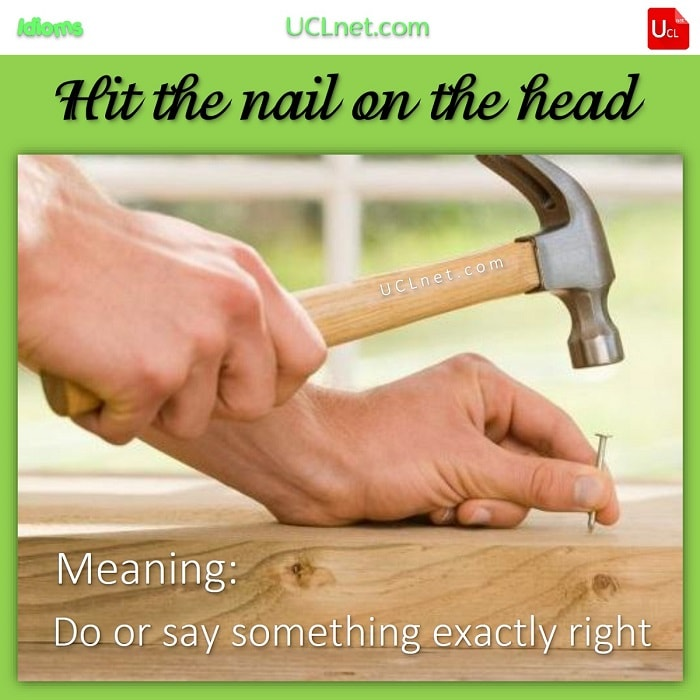 Idioms
UCLnet.com
UCL
Hit the nail on the head
UCLnet.com
Meaning:
Do or say something exactly right